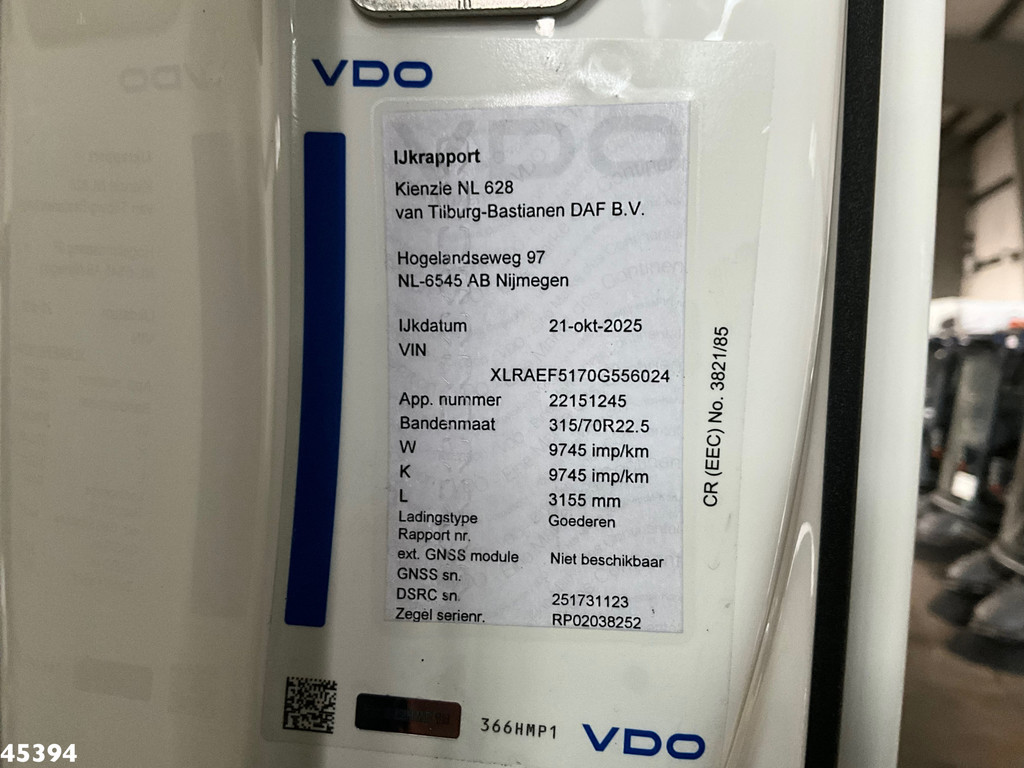 VDO
IJkrapport
Kienzle NL 628
van Tilburg-Bastianen DAF B.V.
Hogelandseweg 97
NL-6545 AB Nijmegen
IJkdatum 21-okt-2025
VIN
XLRAEF5170G556024
App. nummer 22151245
Bandenmaat 315/70R22.5
W 9745 imp/km
K 9745 imp/km
L 3155 mm
Ladingstype Goederen
Rapport nr.
ext. GNSS module Niet beschikbaar
GNSS sn.
DSRC sn. 251731123
Zegel serienr. RP02038252
CR (EEC) No. 3821/85
366HMP1
VDO
45394